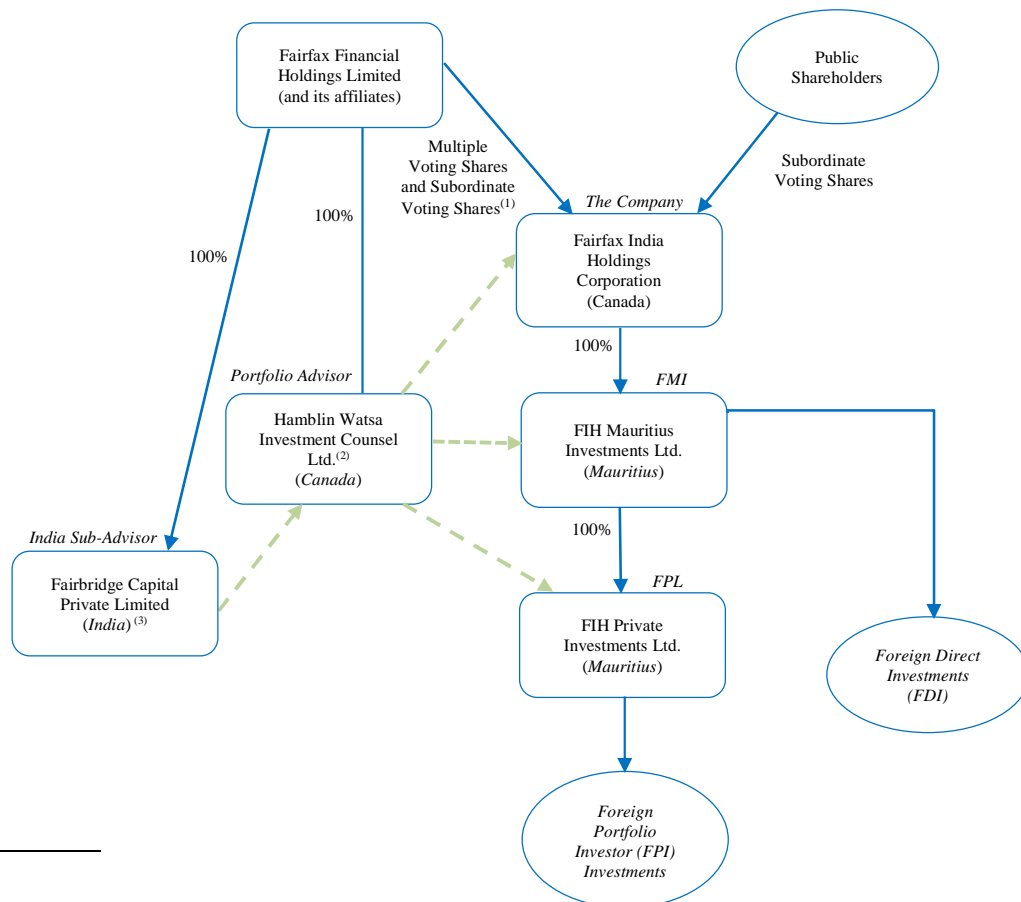 Fairfax Financial
Holdings Limited
(and its affiliates)
Public
Shareholders
Multiple
Voting Shares
and Subordinate
Voting Shares(1)
Subordinate
Voting Shares
100%
100%
The Company
Fairfax India
Holdings
Corporation
(Canada)
100%
Portfolio Advisor
Hamblin Watsa
Investment Counsel
Ltd.(2)
(Canada)
FMI
FIH Mauritius
Investments Ltd.
(Mauritius)
100%
India Sub-Advisor
Fairbridge Capital
Private Limited
(India) (3)
FPL
FIH Private
Investments Ltd.
(Mauritius)
Foreign Direct
Investments
(FDI)
Foreign
Portfolio
Investor (FPI)
Investments